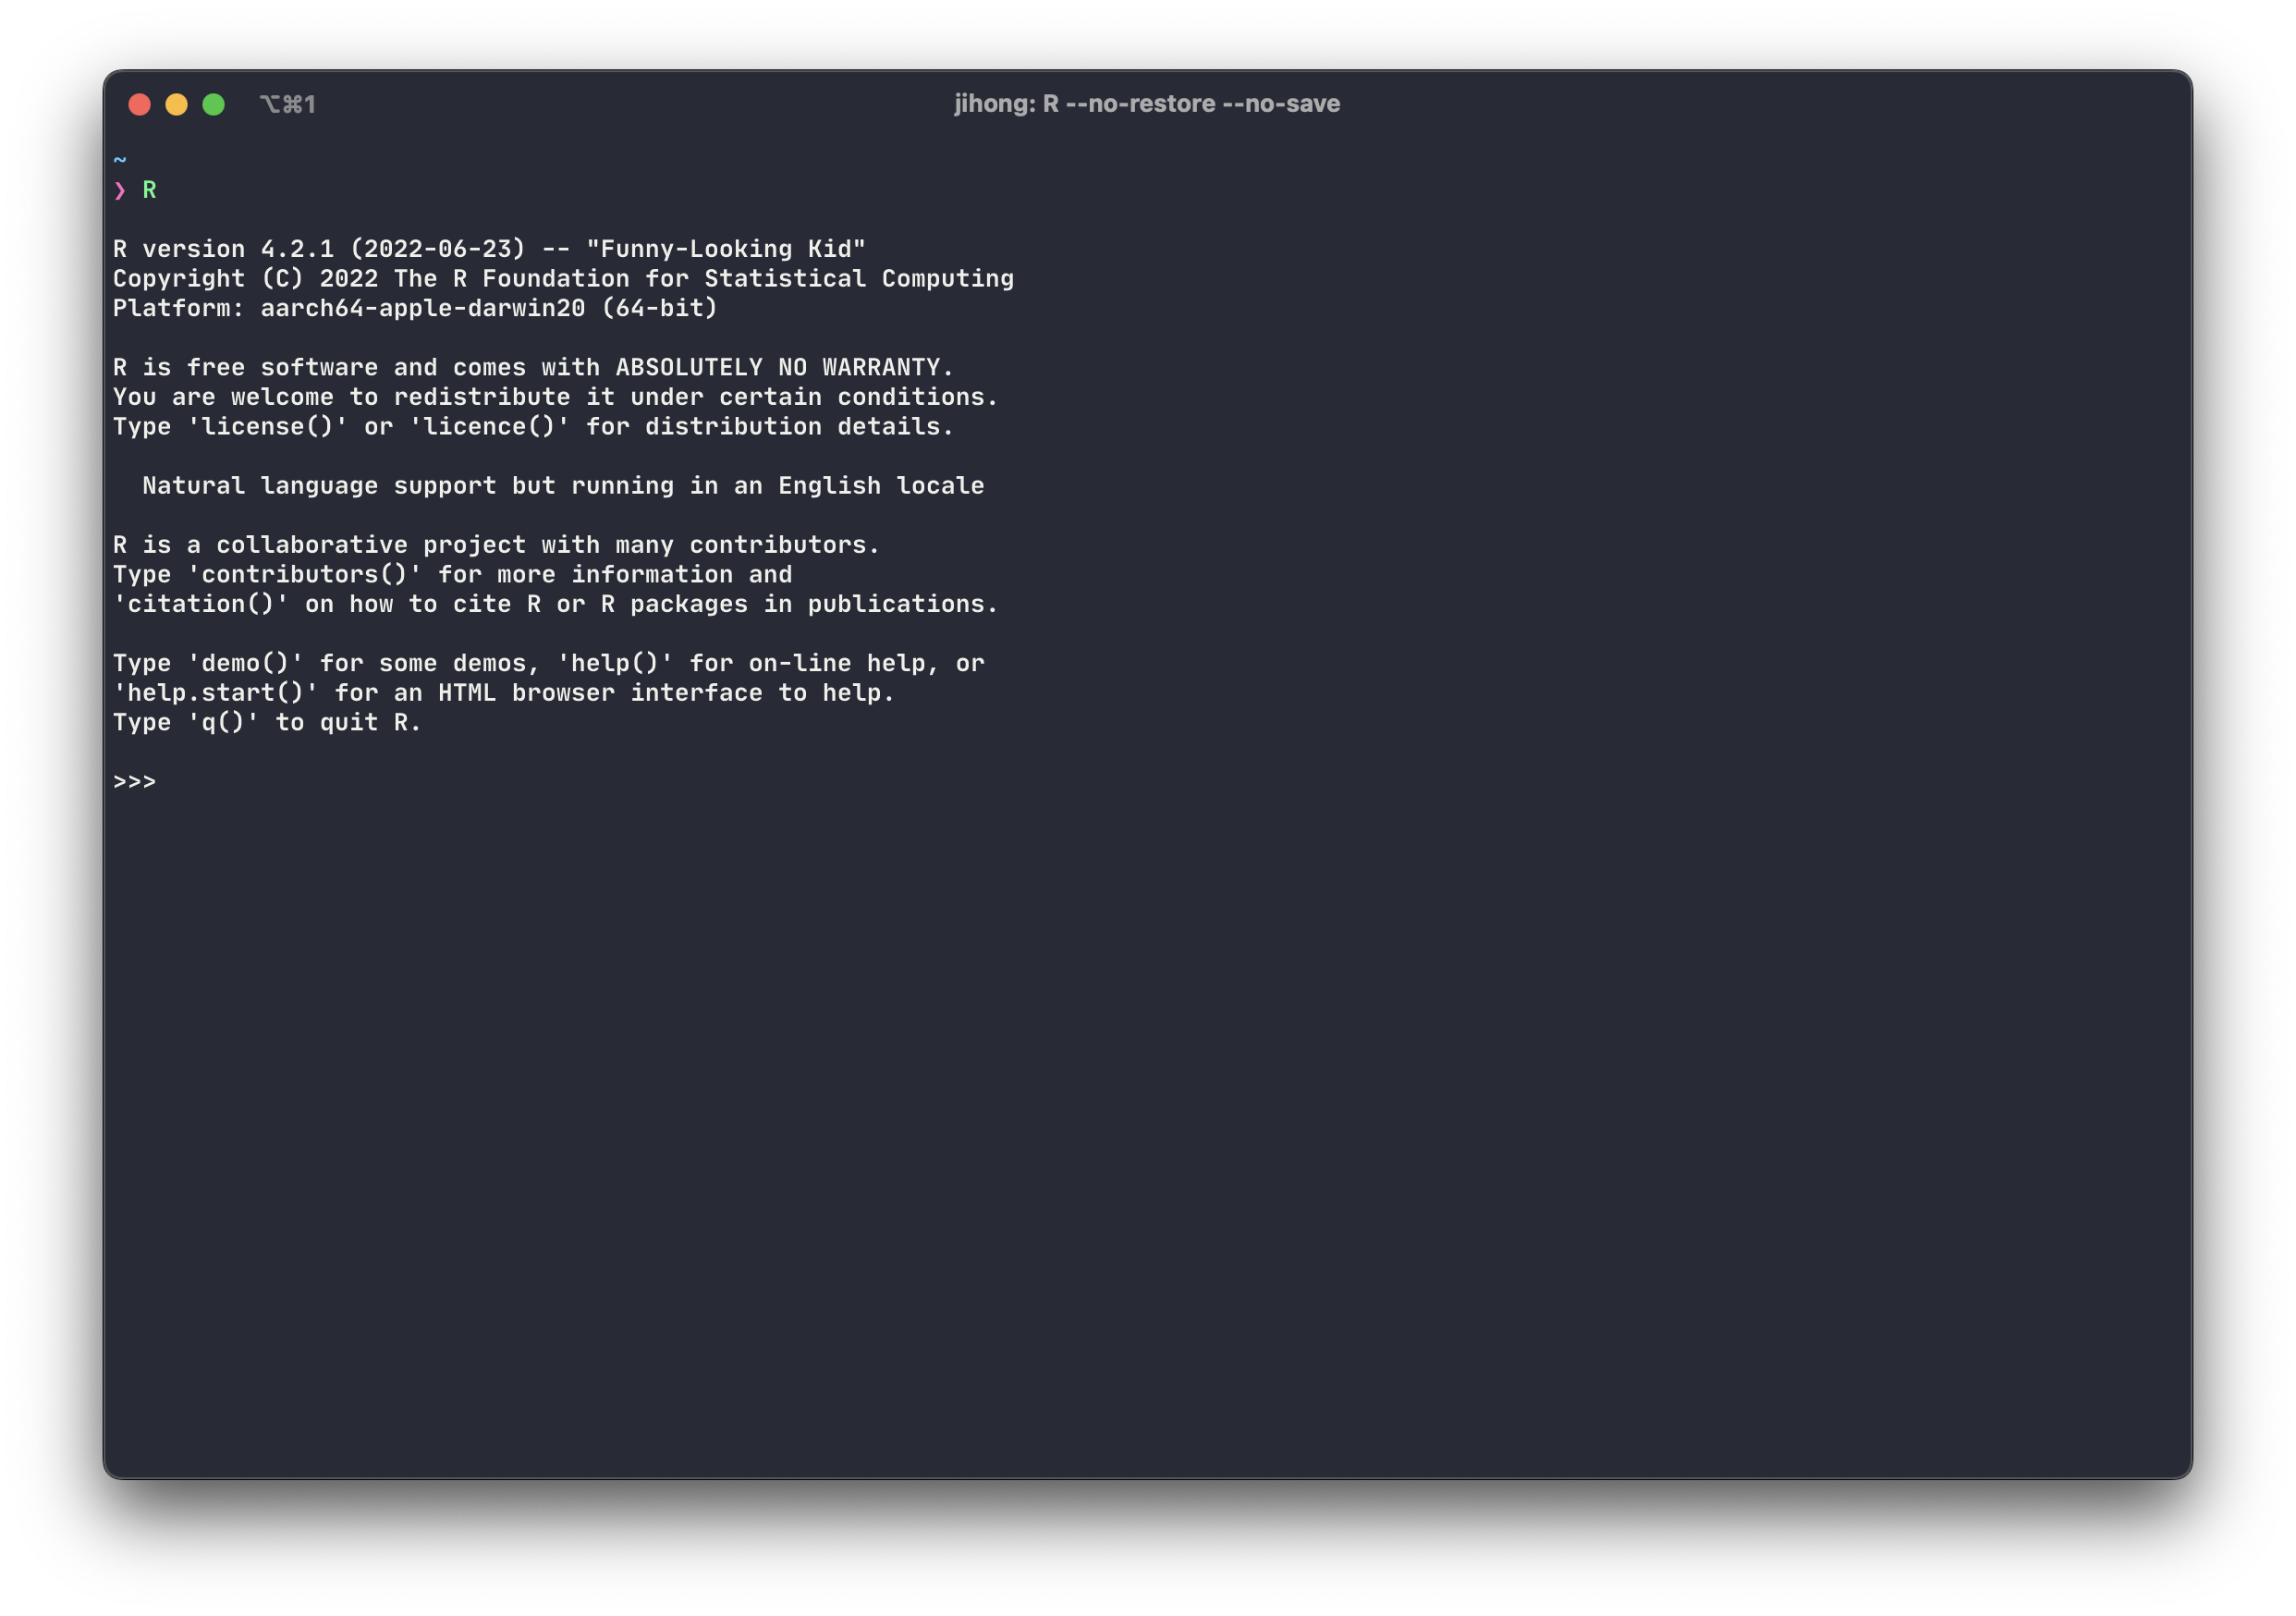 ⌥⌘1
jihong: R --no-restore --no-save
~
❯ R
R version 4.2.1 (2022-06-23) -- "Funny-Looking Kid"
Copyright (C) 2022 The R Foundation for Statistical Computing
Platform: aarch64-apple-darwin20 (64-bit)
R is free software and comes with ABSOLUTELY NO WARRANTY.
You are welcome to redistribute it under certain conditions.
Type 'license()' or 'licence()' for distribution details.
Natural language support but running in an English locale
R is a collaborative project with many contributors.
Type 'contributors()' for more information and
'citation()' on how to cite R or R packages in publications.
Type 'demo()' for some demos, 'help()' for on-line help, or
'help.start()' for an HTML browser interface to help.
Type 'q()' to quit R.
>>>